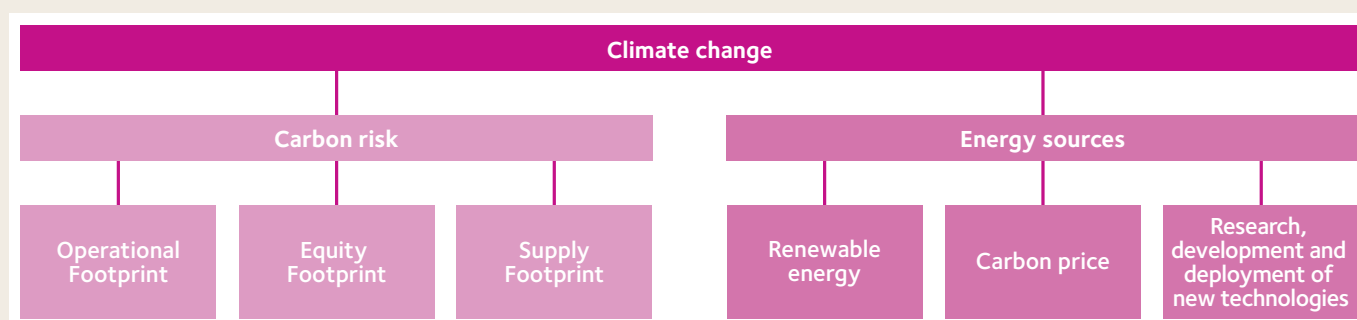 Climate change
Carbon risk
Energy sources
Operational
Footprint
Equity
Footprint
Supply
Footprint
Renewable
energy
Carbon price
Research,
development and
deployment of
new technologies